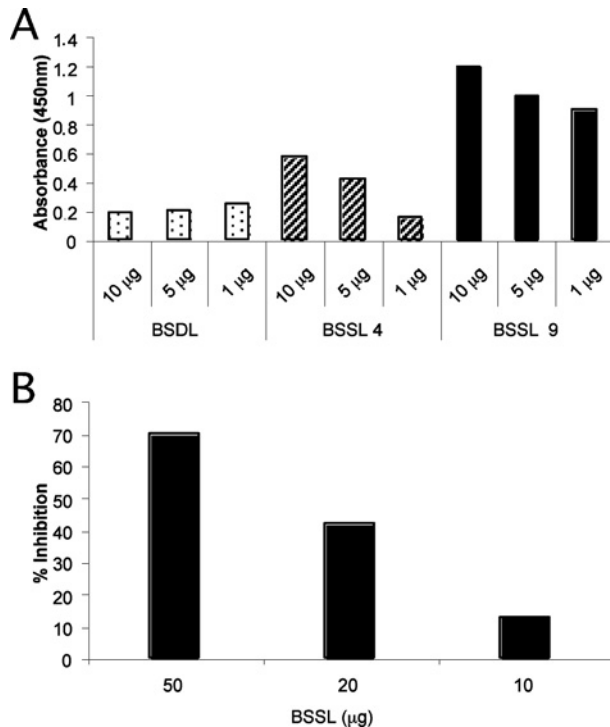 A
Absorbance (450nm)
1.4
1.2
1
0.8
0.6
0.4
0.2
0
10 µg 5 µg 1 µg 10 µg 5 µg 1 µg 10 µg 5 µg 1 µg
BSDL BSSL 4 BSSL 9
B
% Inhibition
80
70
60
50
40
30
20
10
0
50 20 10
BSSL (µg)